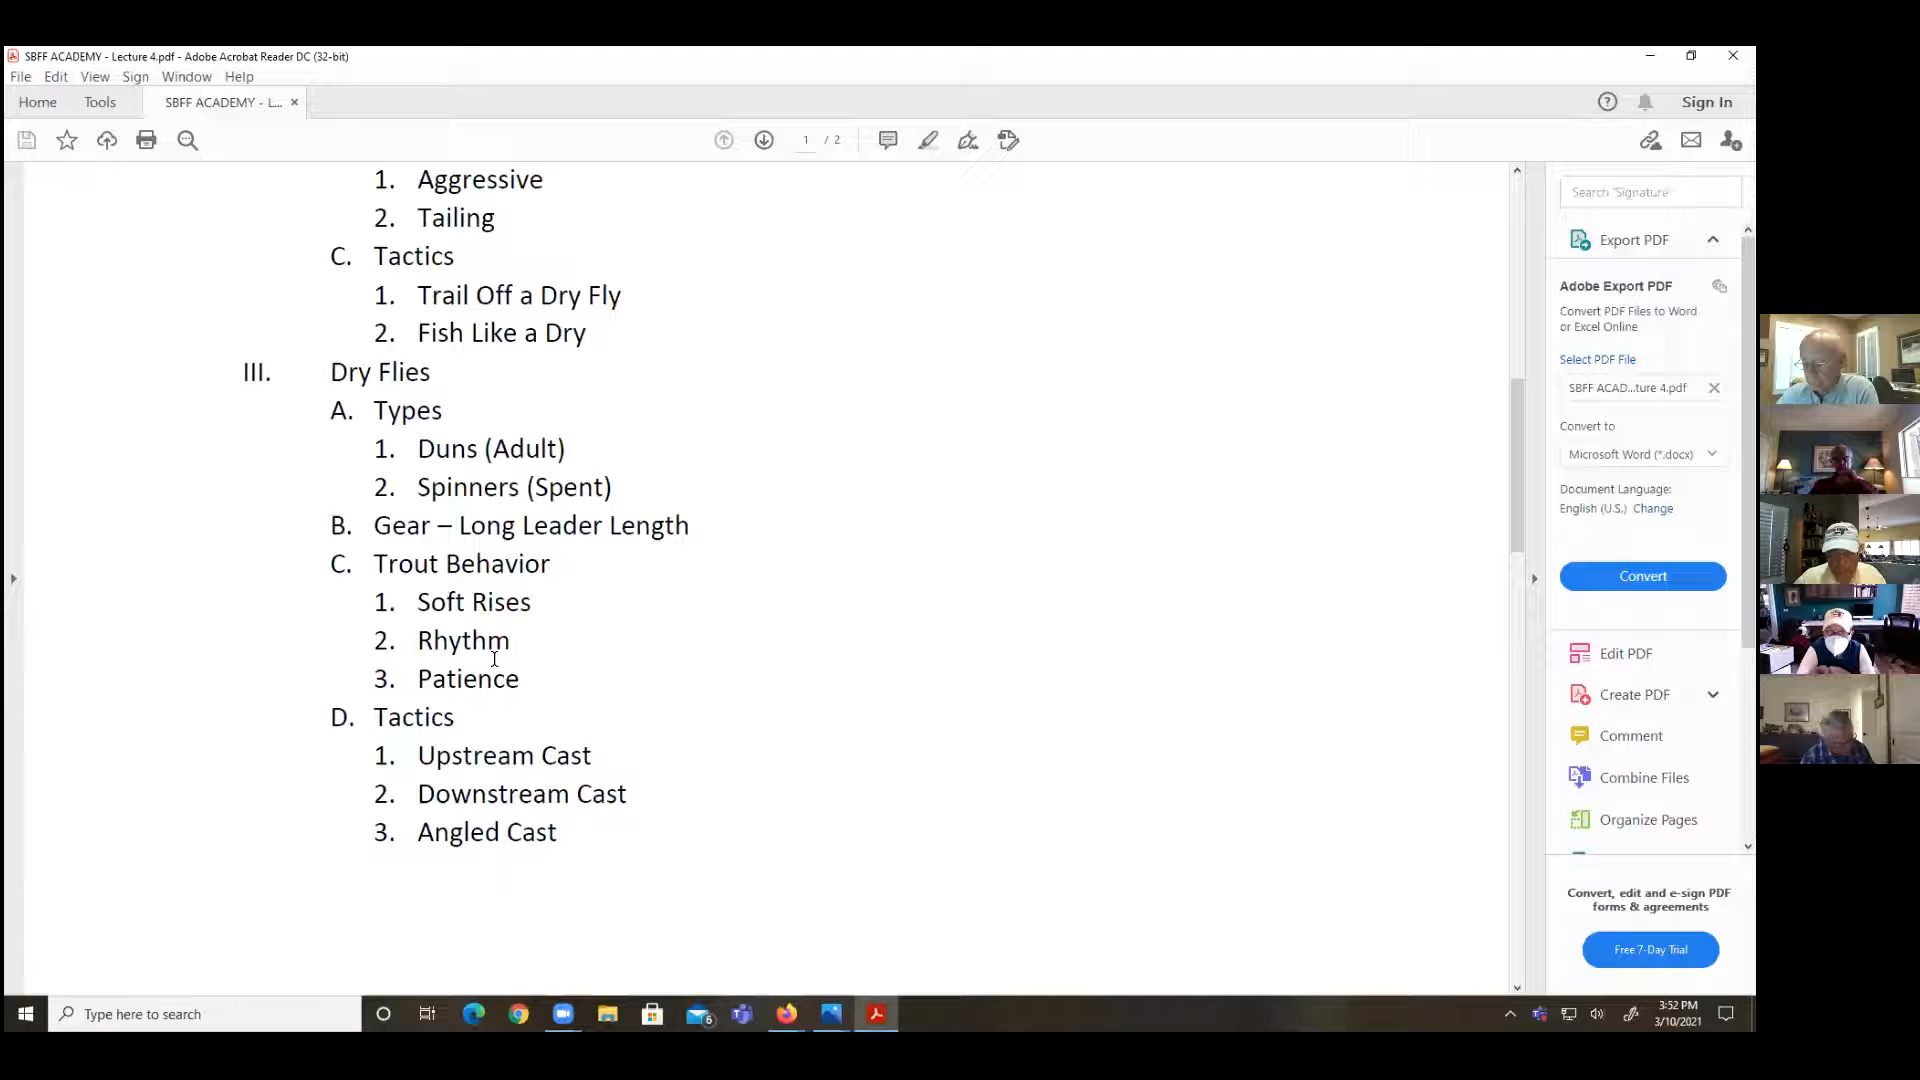 SBFF ACADEMY - Lecture 4.pdf - Adobe Acrobat Reader DC (32-bit)
File Edit View Sign Window Help
Home Tools SBFF ACADEMY - L... ×
Sign In
1 / 2
1. Aggressive
2. Tailing
C. Tactics
1. Trail Off a Dry Fly
2. Fish Like a Dry
III. Dry Flies
A. Types
1. Duns (Adult)
2. Spinners (Spent)
B. Gear – Long Leader Length
C. Trout Behavior
1. Soft Rises
2. Rhythm
3. Patience
D. Tactics
1. Upstream Cast
2. Downstream Cast
3. Angled Cast
Search 'Signature'
Export PDF
Adobe Export PDF
Convert PDF Files to Word
or Excel Online
Select PDF File
SBFF ACAD...ture 4.pdf
Convert to
Microsoft Word (*.docx)
Document Language:
English (U.S.) Change
Convert
Edit PDF
Create PDF
Comment
Combine Files
Organize Pages
Convert, edit and e-sign PDF
forms & agreements
Free 7-Day Trial
Type here to search
6
3:52 PM
3/10/2021